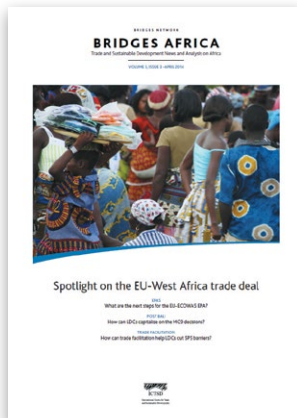 BRIDGES NETWORK
BRIDGES AFRICA
Trade and Sustainable Development News and Analysis on Africa
Spotlight on the EU-West Africa trade deal
EPAS
What are the next steps for the EU-ECOWAS EPA?
POST BALI
How can LDCs capitalise on the MC9 decisions?
TRADE FACILITATION
How can trade facilitation help LDCs cut SPS barriers?
ICTSD